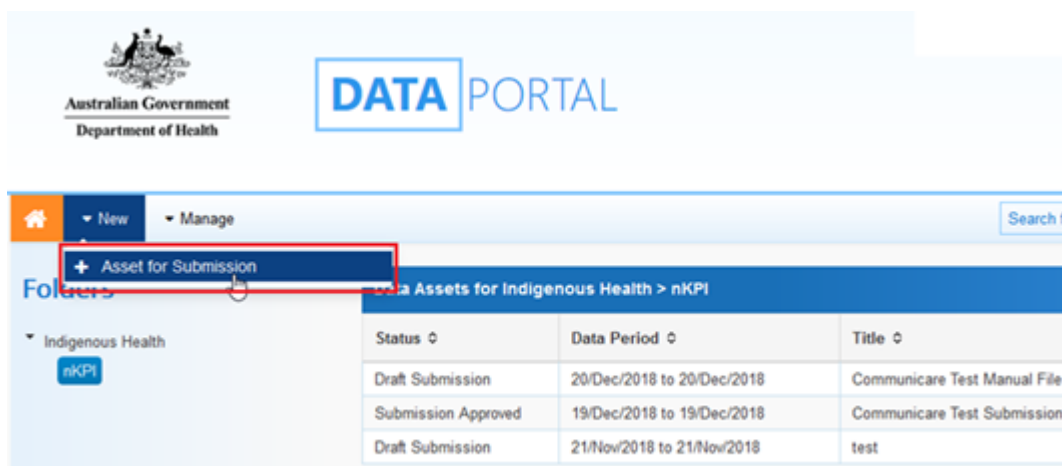 Australian Government
Department of Health
DATA PORTAL
New Manage
Search
+ Asset for Submission
Folders
Data Assets for Indigenous Health > nKPI
Indigenous Health
nKPI
Status Data Period Title
Draft Submission 20/Dec/2018 to 20/Dec/2018 Communicare Test Manual File
Submission Approved 19/Dec/2018 to 19/Dec/2018 Communicare Test Submission
Draft Submission 21/Nov/2018 to 21/Nov/2018 test